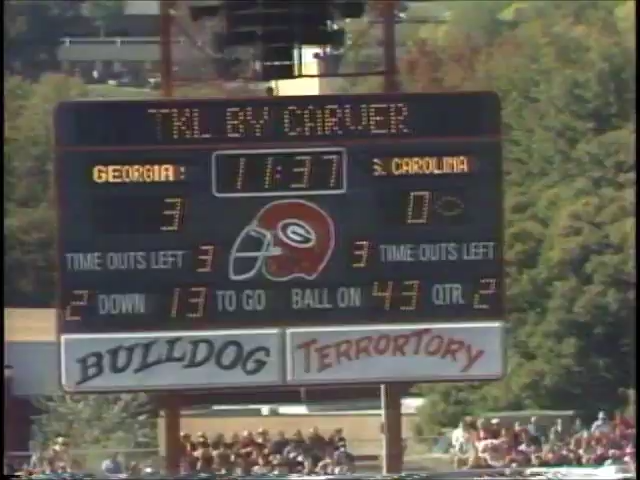 TKL BY CARVER
GEORGIA: 11:37 S. CAROLINA
3 0
G
TIME OUTS LEFT 3 3 TIME OUTS LEFT
2 DOWN 13 TO GO BALL ON 43 QTR 2
BULLDOG TERRORTORY